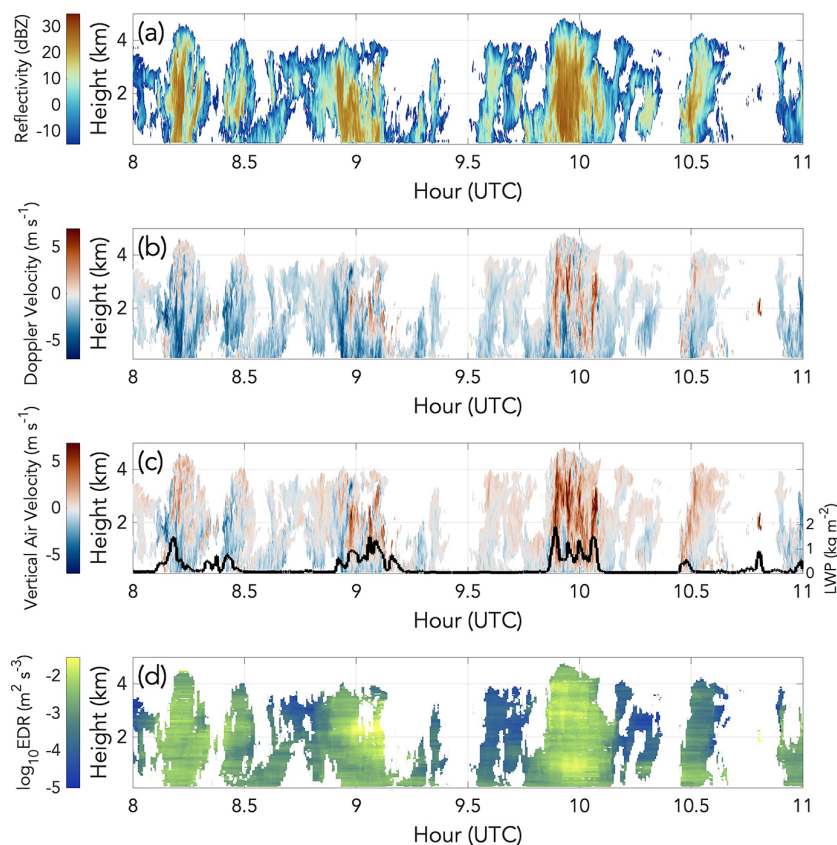 (a)
Reflectivity (dBZ)
30
20
10
0
-10
Height (km)
4
2
8 8.5 9 9.5 10 10.5 11
Hour (UTC)
(b)
Doppler Velocity (m s⁻¹)
5
0
-5
Height (km)
4
2
8 8.5 9 9.5 10 10.5 11
Hour (UTC)
(c)
Vertical Air Velocity (m s⁻¹)
5
0
-5
Height (km)
4
2
2
1
0
LWP (kg m⁻²)
8 8.5 9 9.5 10 10.5 11
Hour (UTC)
(d)
log₁₀EDR (m² s⁻³)
-2
-3
-4
-5
Height (km)
4
2
8 8.5 9 9.5 10 10.5 11
Hour (UTC)